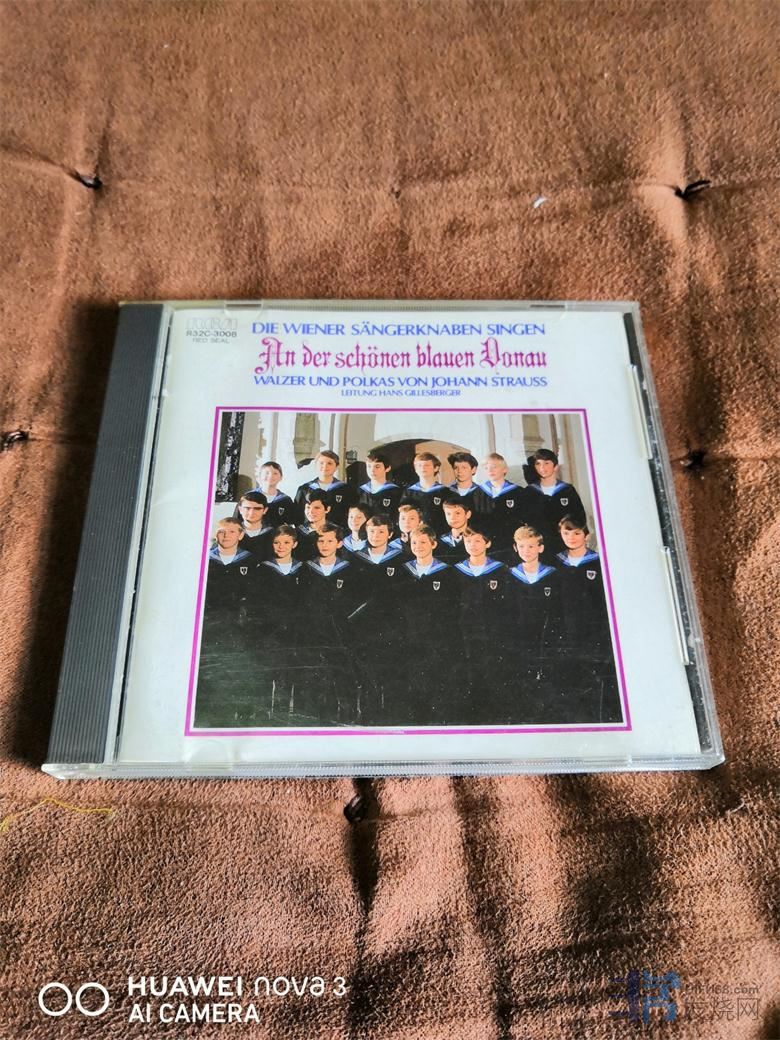 RCA
R32C-3008
RED SEAL
DIE WIENER SÄNGERKNABEN SINGEN
An der schönen blauen Donau
WALZER UND POLKAS VON JOHANN STRAUSS
LEITUNG HANS GILLESBERGER
HUAWEI nova 3
AI CAMERA